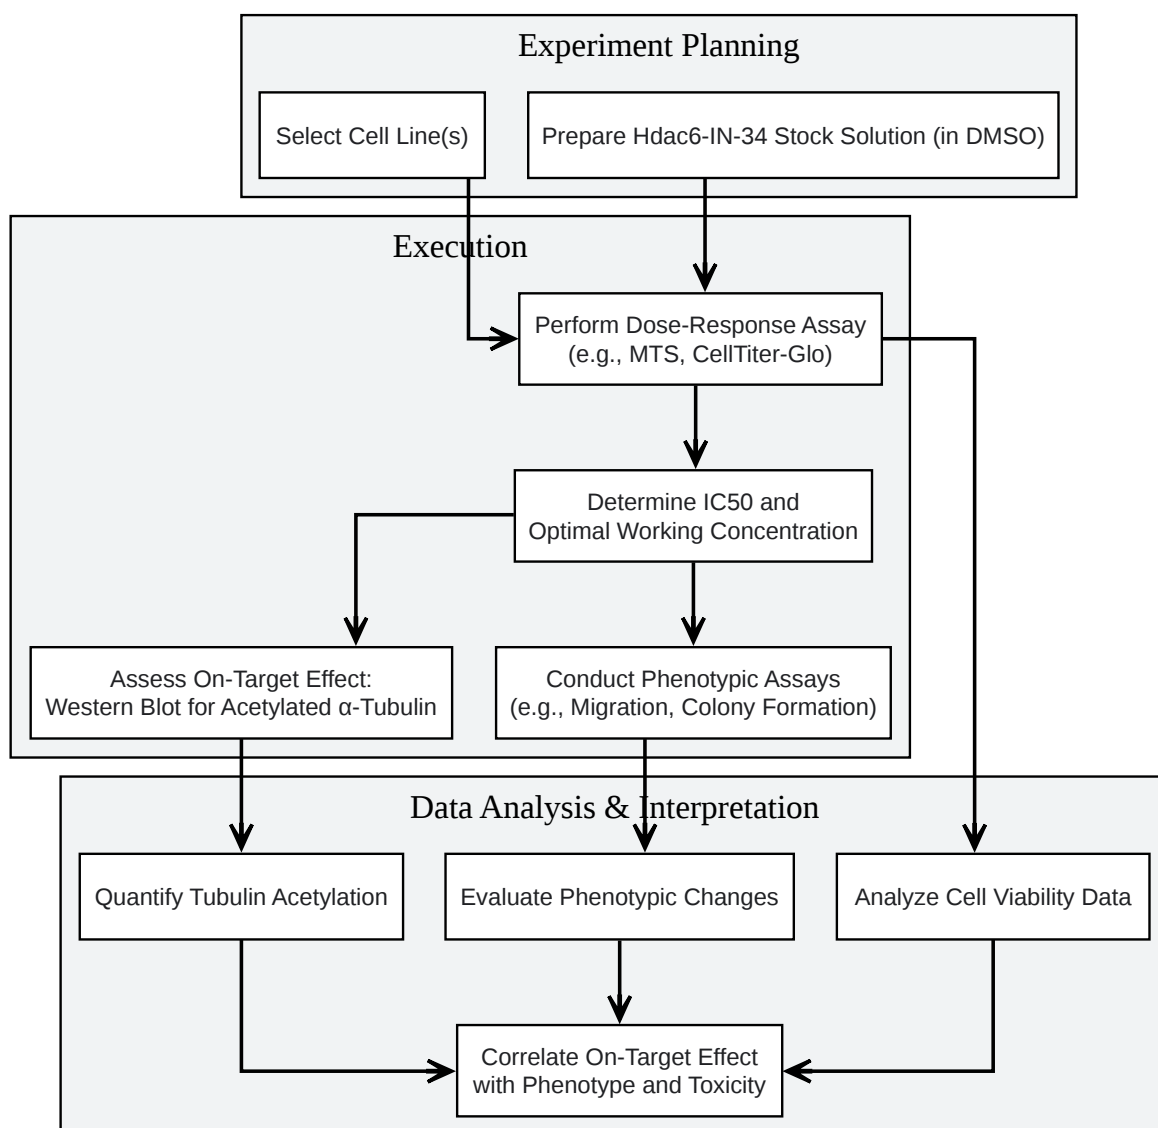 Experiment Planning
Select Cell Line(s)
Prepare Hdac6-IN-34 Stock Solution (in DMSO)
Execution
Perform Dose-Response Assay
(e.g., MTS, CellTiter-Glo)
Determine IC50 and
Optimal Working Concentration
Assess On-Target Effect:
Western Blot for Acetylated α-Tubulin
Conduct Phenotypic Assays
(e.g., Migration, Colony Formation)
Data Analysis & Interpretation
Quantify Tubulin Acetylation
Evaluate Phenotypic Changes
Analyze Cell Viability Data
Correlate On-Target Effect
with Phenotype and Toxicity